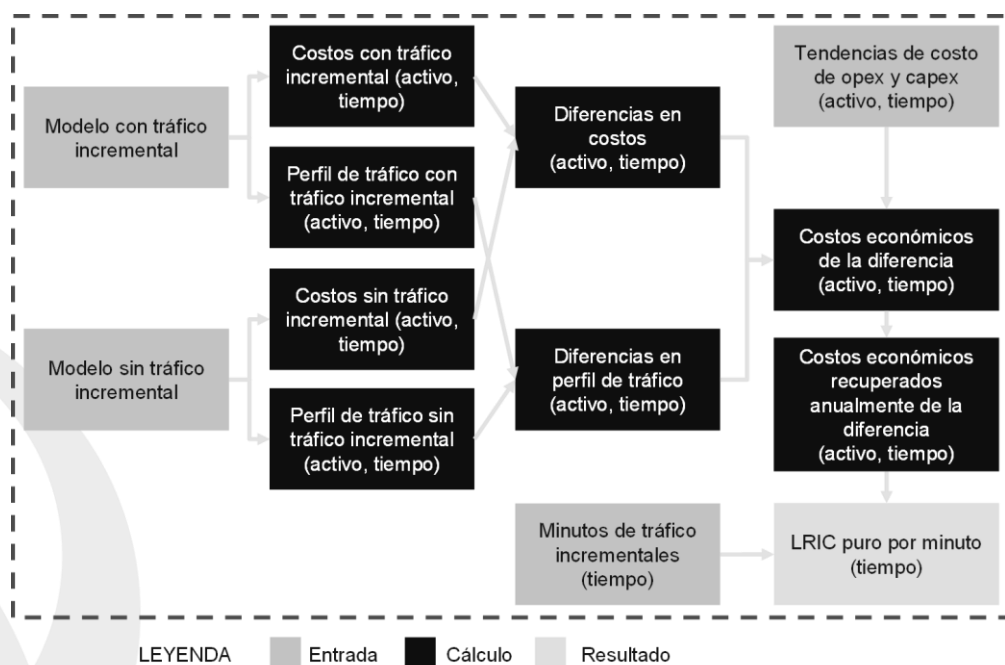 Modelo con tráfico
incremental
Modelo sin tráfico
incremental
Costos con tráfico
incremental (activo,
tiempo)
Perfil de tráfico con
tráfico incremental
(activo, tiempo)
Costos sin tráfico
incremental (activo,
tiempo)
Perfil de tráfico sin
tráfico incremental
(activo, tiempo)
Diferencias en
costos
(activo, tiempo)
Diferencias en
perfil de tráfico
(activo, tiempo)
Minutos de tráfico
incrementales
(tiempo)
Tendencias de costo
de opex y capex
(activo, tiempo)
Costos económicos
de la diferencia
(activo, tiempo)
Costos económicos
recuperados
anualmente de la
diferencia
(activo, tiempo)
LRIC puro por minuto
(tiempo)
LEYENDA
Entrada
Cálculo
Resultado